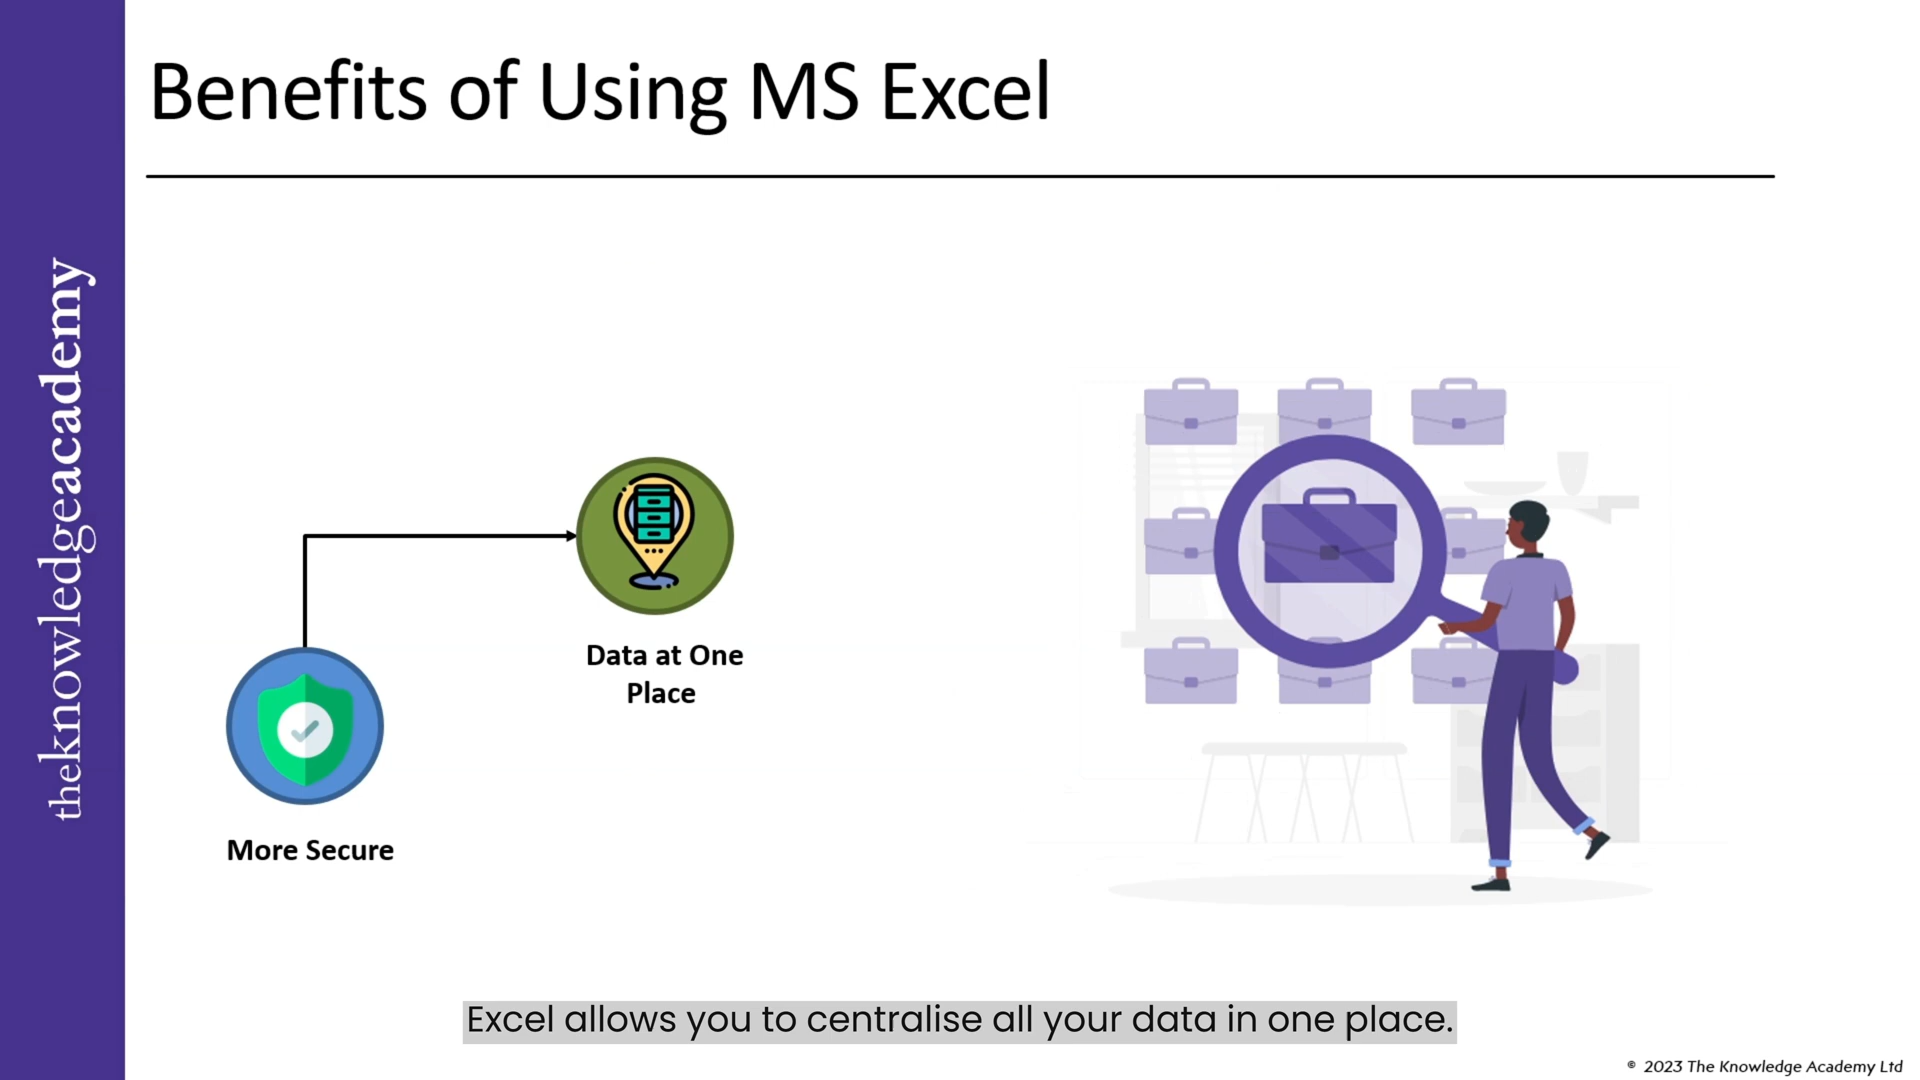 Benefits of Using MS Excel
theknowledgeacademy
Data at One
Place
More Secure
Excel allows you to centralise all your data in one place.
© 2023 The Knowledge Academy Ltd